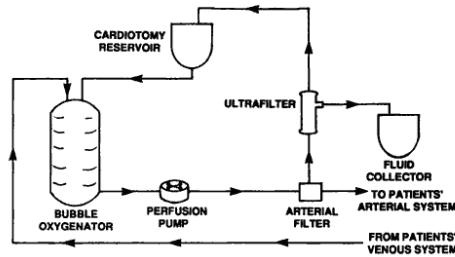 CARDIOTOMY
RESERVOIR
ULTRAFILTER
FLUID
COLLECTOR
BUBBLE
OXYGENATOR
PERFUSION
PUMP
ARTERIAL
FILTER
TO PATIENTS'
ARTERIAL SYSTEM
FROM PATIENTS'
VENOUS SYSTEM